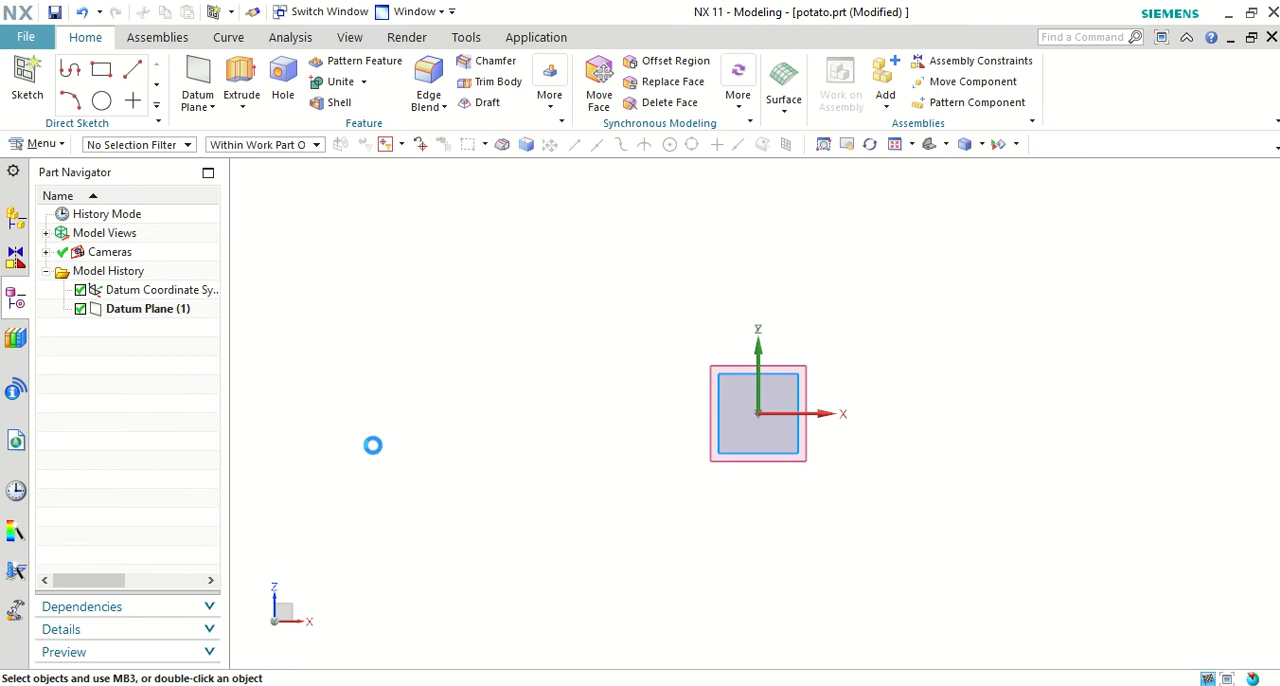 NX Switch Window Window NX 11 - Modeling - [potato.prt (Modified) ] SIEMENS
File Home Assemblies Curve Analysis View Render Tools Application Find a Command
Sketch
Direct Sketch
Datum Plane
Extrude
Hole
Pattern Feature
Unite
Shell
Edge Blend
Chamfer
Trim Body
Draft
More
Feature
Move Face
Offset Region
Replace Face
Delete Face
More
Synchronous Modeling
Surface
Work on Assembly
Add
Assembly Constraints
Move Component
Pattern Component
Assemblies
Menu No Selection Filter Within Work Part O
Part Navigator
Name
History Mode
Model Views
Cameras
Model History
Datum Coordinate Sy..
Datum Plane (1)
Dependencies
Details
Preview
X
Z
X
Select objects and use MB3, or double-click an object